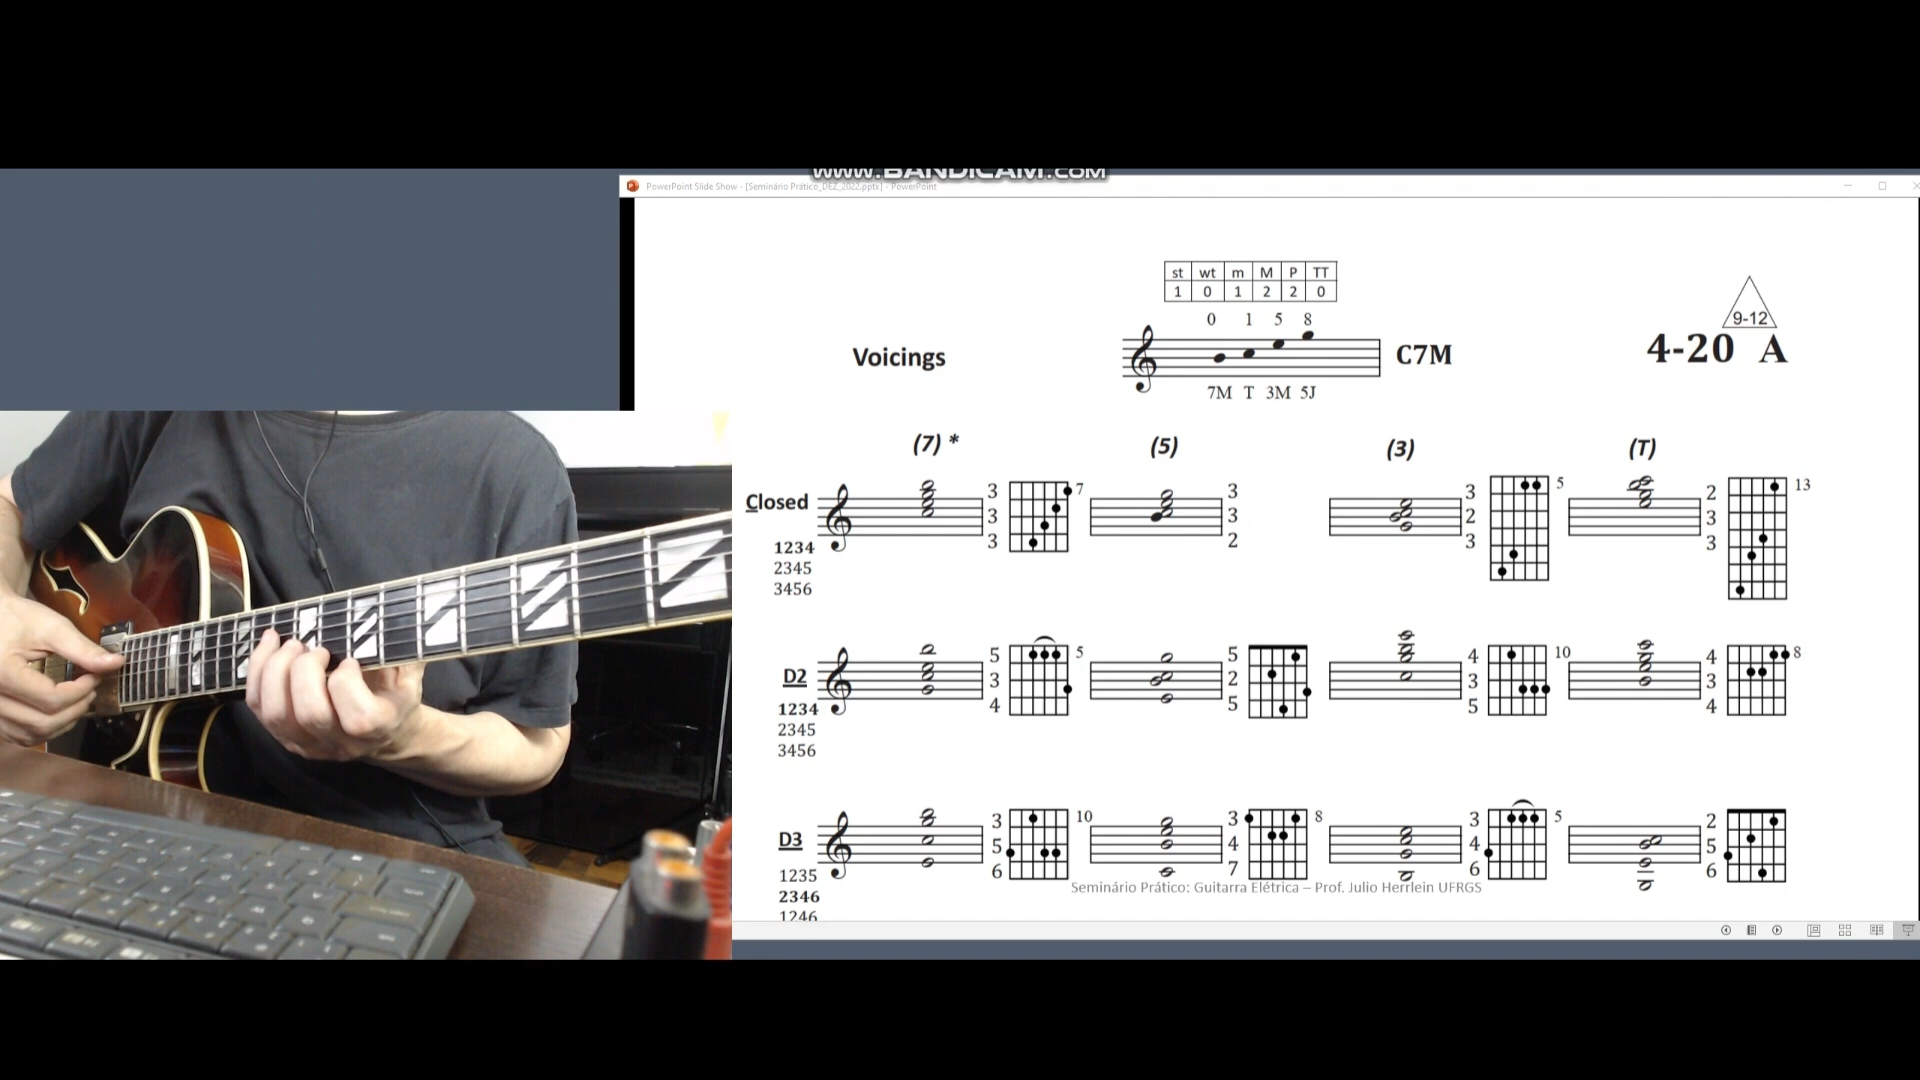 www.BANDICAM.com
PowerPoint Slide Show - [Seminário Prático_DEZ_2022.pptx] - PowerPoint
st wt m M P TT
1 0 1 2 2 0
0 1 5 8
9-12
Voicings
C7M
4-20 A
7M T 3M 5J
(7) * (5) (3) (T)
Closed
3 7 3 3 5 2 13
3 3 2 3
3 2 3 3
1234
2345
3456
D2
5 5 5 4 10 4 8
3 2 3 3
4 5 5 4
1234
2345
3456
D3
3 10 3 8 3 5 2
5 4 4 5
6 7 6 6
1235
2346
1246
Seminário Prático: Guitarra Elétrica – Prof. Julio Herrlein UFRGS